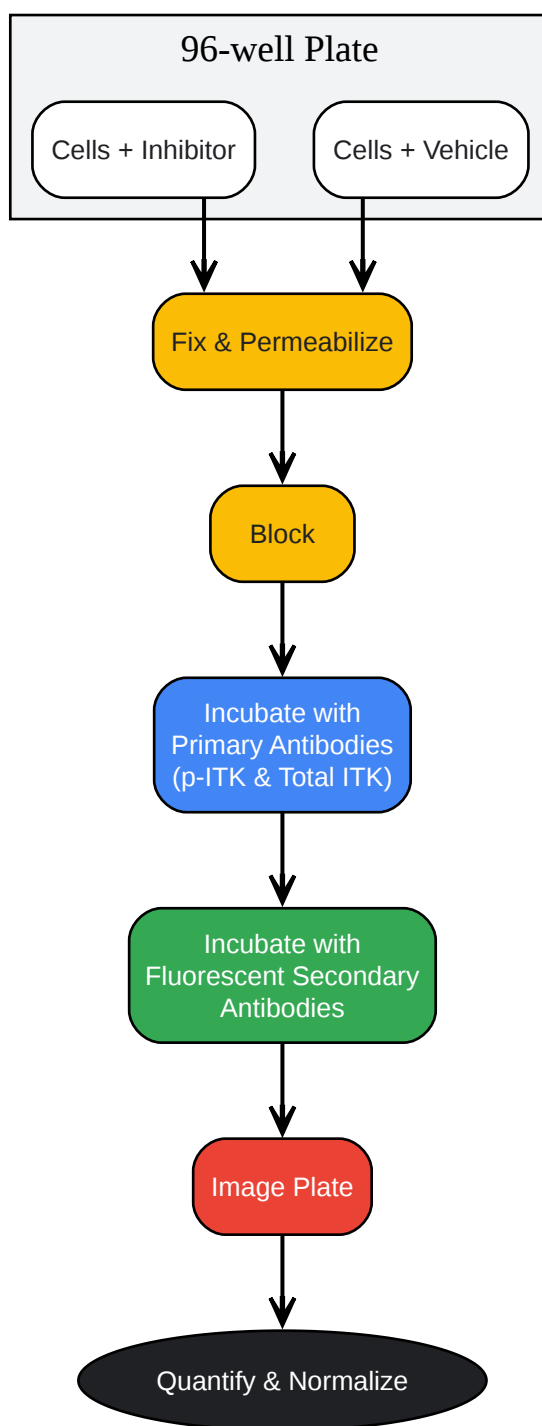 96-well Plate
Cells + Inhibitor
Cells + Vehicle
Fix & Permeabilize
Block
Incubate with
Primary Antibodies
(p-ITK & Total ITK)
Incubate with
Fluorescent Secondary
Antibodies
Image Plate
Quantify & Normalize